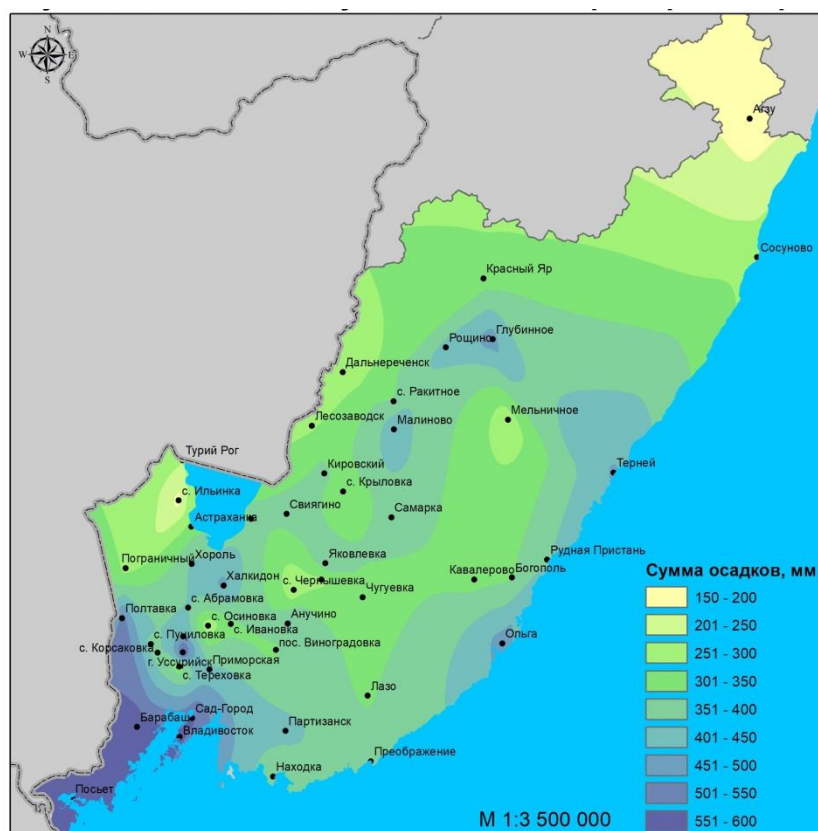 N
W E
S
Агзу
Сосуново
Красный Яр
Глубинное
Рощино
Дальнереченск
с. Ракитное
Мельничное
Лесозаводск
Малиново
Турий Рог
Кировский
Терней
с. Ильинка
с. Крыловка
Свиягино
Самарка
Астраханка
Рудная Пристань
Пограничный
Хороль
Яковлевка
Халкидон
с. Чернышевка
Кавалерово
Богополь
Чугуевка
с. Абрамовка
Полтавка
с. Осиновка
Анучино
с. Ивановка
с. Пуциловка
Ольга
с. Корсаковка
пос. Виноградовка
г. Уссурийск
Приморская
с. Тереховка
Лазо
Сад-Город
Барабаш
Партизанск
Владивосток
Преображение
Находка
Посьет
Сумма осадков, мм
150 - 200
201 - 250
251 - 300
301 - 350
351 - 400
401 - 450
451 - 500
501 - 550
551 - 600
М 1:3 500 000